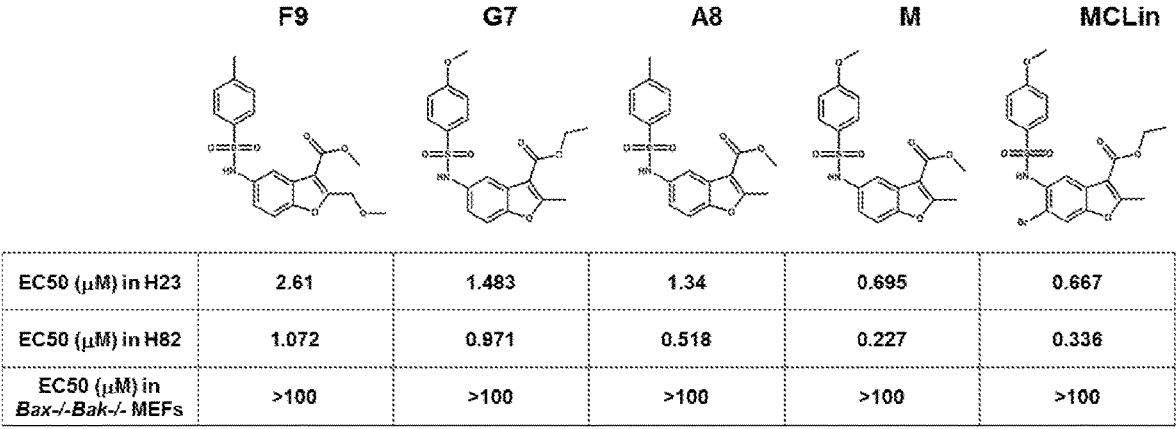 F9 G7 A8 M MCLin
EC50 (μM) in H23 2.61 1.483 1.34 0.695 0.667
EC50 (μM) in H82 1.072 0.971 0.518 0.227 0.336
EC50 (μM) in
Bax-/-Bak-/- MEFs >100 >100 >100 >100 >100